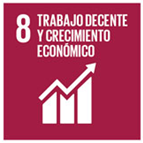 8 TRABAJO DECENTE
Y CRECIMIENTO
ECONÓMICO